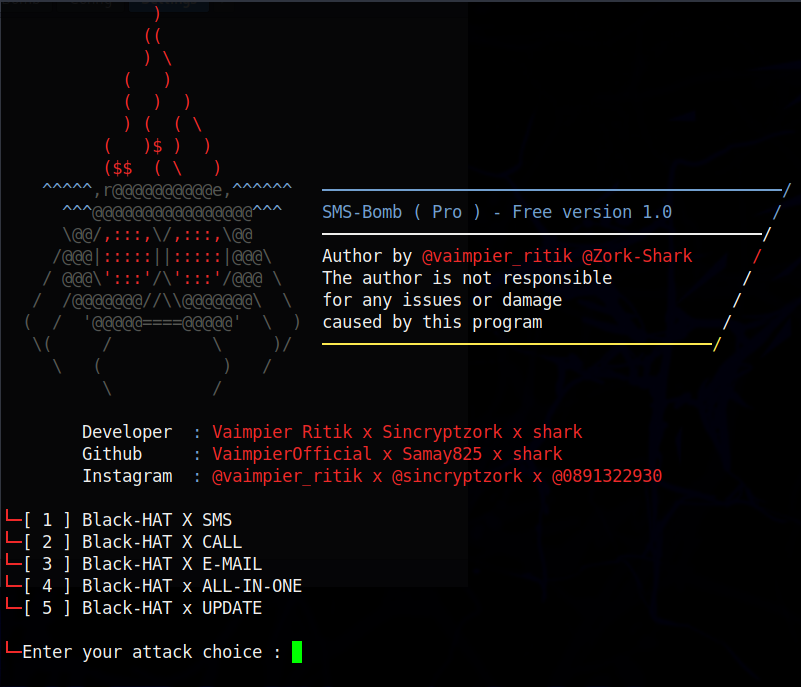 SMS-Bomb ( Pro ) - Free version 1.0
Author by @vaimpier_ritik @Zork-Shark
The author is not responsible
for any issues or damage
caused by this program
Developer : Vaimpier Ritik x Sincryptzork x shark
Github : VaimpierOfficial x Samay825 x shark
Instagram : @vaimpier_ritik x @sincryptzork x @0891322930
[ 1 ] Black-HAT X SMS
[ 2 ] Black-HAT X CALL
[ 3 ] Black-HAT X E-MAIL
[ 4 ] Black-HAT x ALL-IN-ONE
[ 5 ] Black-HAT x UPDATE
Enter your attack choice :